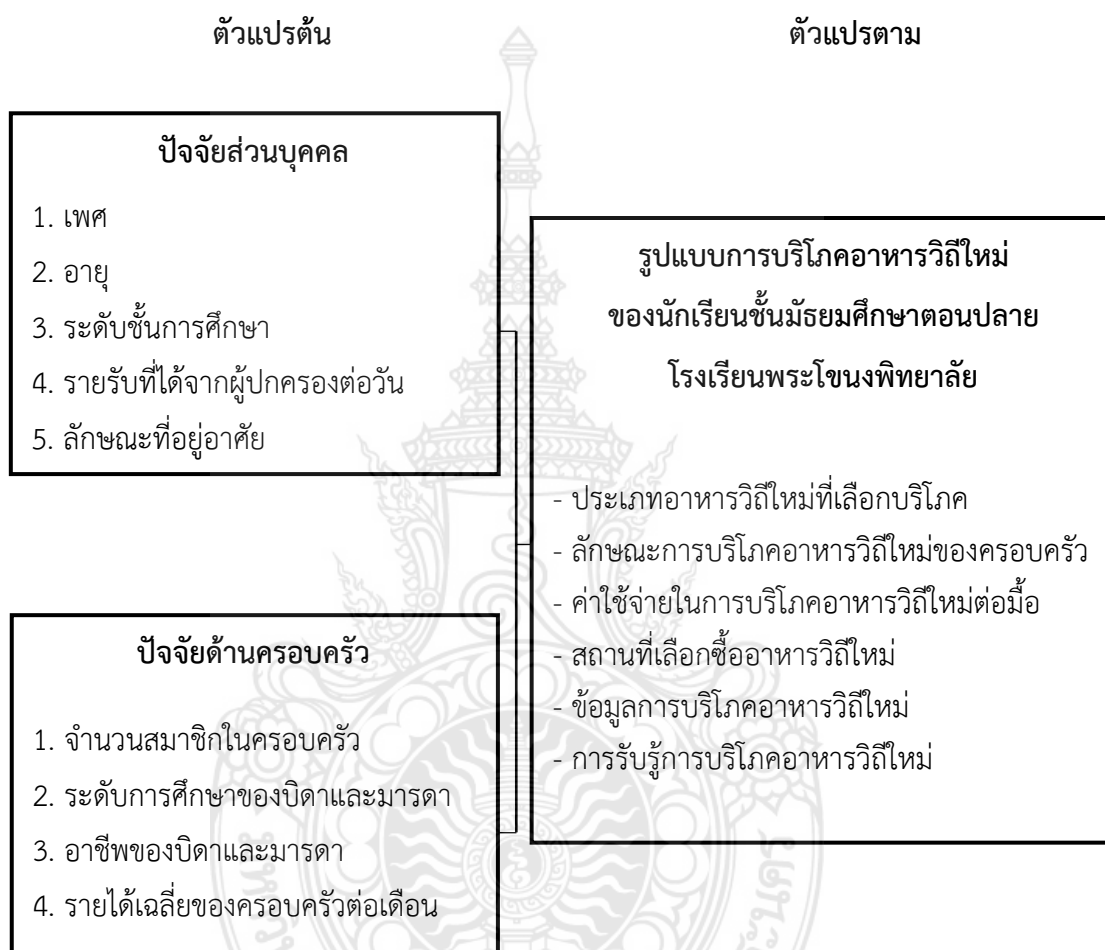 ตัวแปรต้น
ตัวแปรตาม
ปัจจัยส่วนบุคคล
1. เพศ
2. อายุ
3. ระดับชั้นการศึกษา
4. รายรับที่ได้จากผู้ปกครองต่อวัน
5. ลักษณะที่อยู่อาศัย
ปัจจัยด้านครอบครัว
1. จำนวนสมาชิกในครอบครัว
2. ระดับการศึกษาของบิดาและมารดา
3. อาชีพของบิดาและมารดา
4. รายได้เฉลี่ยของครอบครัวต่อเดือน
รูปแบบการบริโภคอาหารวิถีใหม่
ของนักเรียนชั้นมัธยมศึกษาตอนปลาย
โรงเรียนพระโขนงพิทยาลัย
- ประเภทอาหารวิถีใหม่ที่เลือกบริโภค
- ลักษณะการบริโภคอาหารวิถีใหม่ของครอบครัว
- ค่าใช้จ่ายในการบริโภคอาหารวิถีใหม่ต่อมื้อ
- สถานที่เลือกซื้ออาหารวิถีใหม่
- ข้อมูลการบริโภคอาหารวิถีใหม่
- การรับรู้การบริโภคอาหารวิถีใหม่